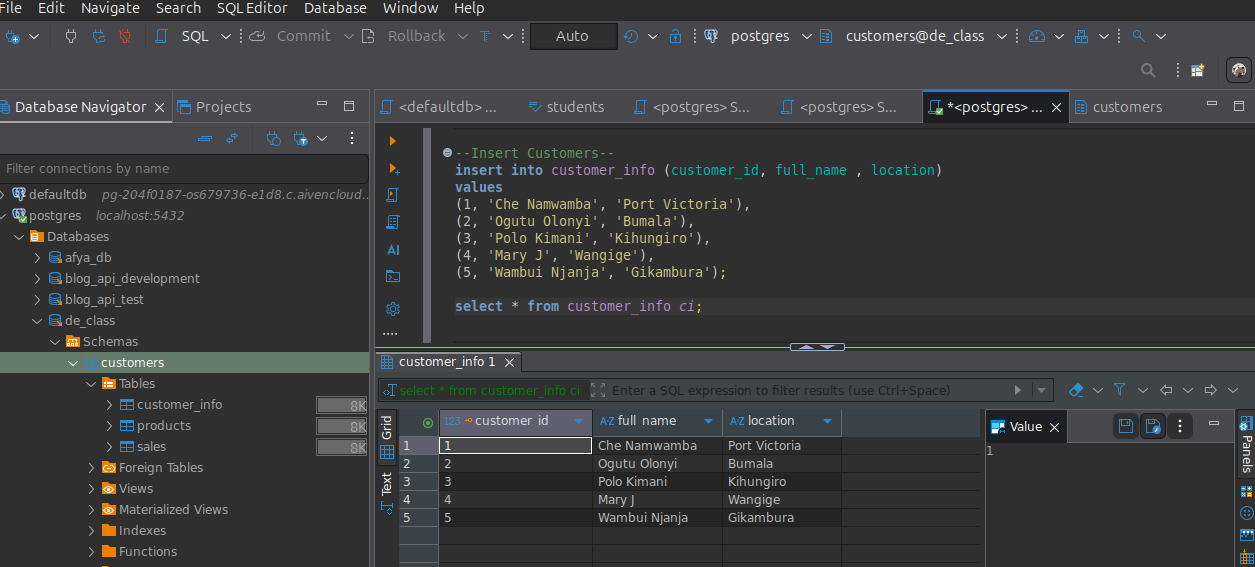 File Edit Navigate Search SQL Editor Database Window Help
SQL Commit Rollback T Auto postgres customers@de_class
Database Navigator Projects
<defaultdb> ... students <postgres> S... <postgres> S... *<postgres> ... customers
Filter connections by name
defaultdb pg-204f0187-os679736-e1d8.c.aivencloud...
postgres localhost:5432
Databases
afya_db
blog_api_development
blog_api_test
de_class
Schemas
customers
Tables
customer_info 8K
products 8K
sales 8K
Foreign Tables
Views
Materialized Views
Indexes
Functions
AI
--Insert Customers--
insert into customer_info (customer_id, full_name , location)
values
(1, 'Che Namwamba', 'Port Victoria'),
(2, 'Ogutu Olonyi', 'Bumala'),
(3, 'Polo Kimani', 'Kihungiro'),
(4, 'Mary J', 'Wangige'),
(5, 'Wambui Njanja', 'Gikambura');
select * from customer_info ci;
customer_info 1
select * from customer_info ci Enter a SQL expression to filter results (use Ctrl+Space)
Grid
Text
123 customer_id A-Z full_name A-Z location
1 1 Che Namwamba Port Victoria
2 2 Ogutu Olonyi Bumala
3 3 Polo Kimani Kihungiro
4 4 Mary J Wangige
5 5 Wambui Njanja Gikambura
Value
1
Panels